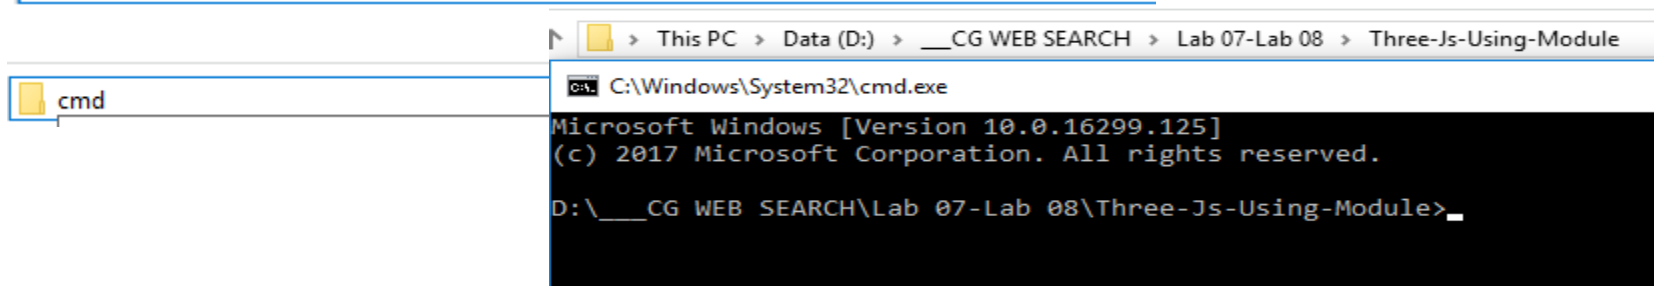 This PC > Data (D:) > ___CG WEB SEARCH > Lab 07-Lab 08 > Three-Js-Using-Module
cmd
C:\Windows\System32\cmd.exe
Microsoft Windows [Version 10.0.16299.125]
(c) 2017 Microsoft Corporation. All rights reserved.
D:\___CG WEB SEARCH\Lab 07-Lab 08\Three-Js-Using-Module>_